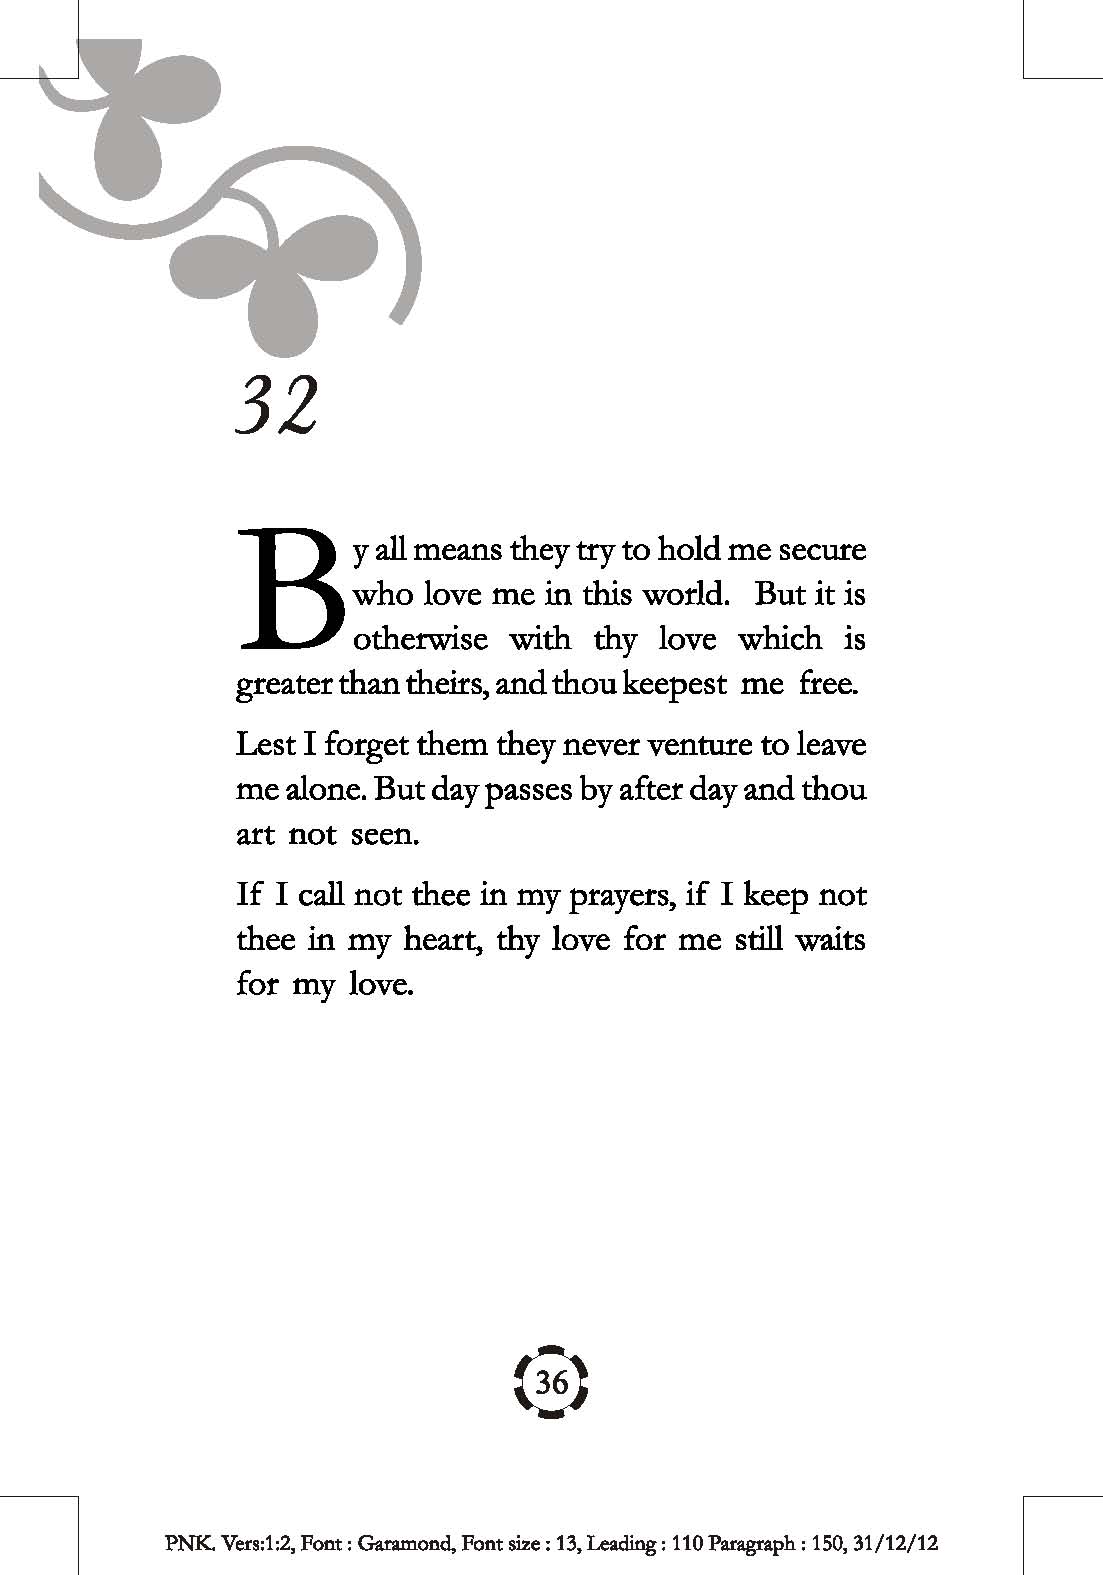 32
By all means they try to hold me secure
who love me in this world. But it is
otherwise with thy love which is
greater than theirs, and thou keepest me free.
Lest I forget them they never venture to leave
me alone. But day passes by after day and thou
art not seen.
If I call not thee in my prayers, if I keep not
thee in my heart, thy love for me still waits
for my love.
36
PNK. Vers:1:2, Font : Garamond, Font size : 13, Leading : 110 Paragraph : 150, 31/12/12